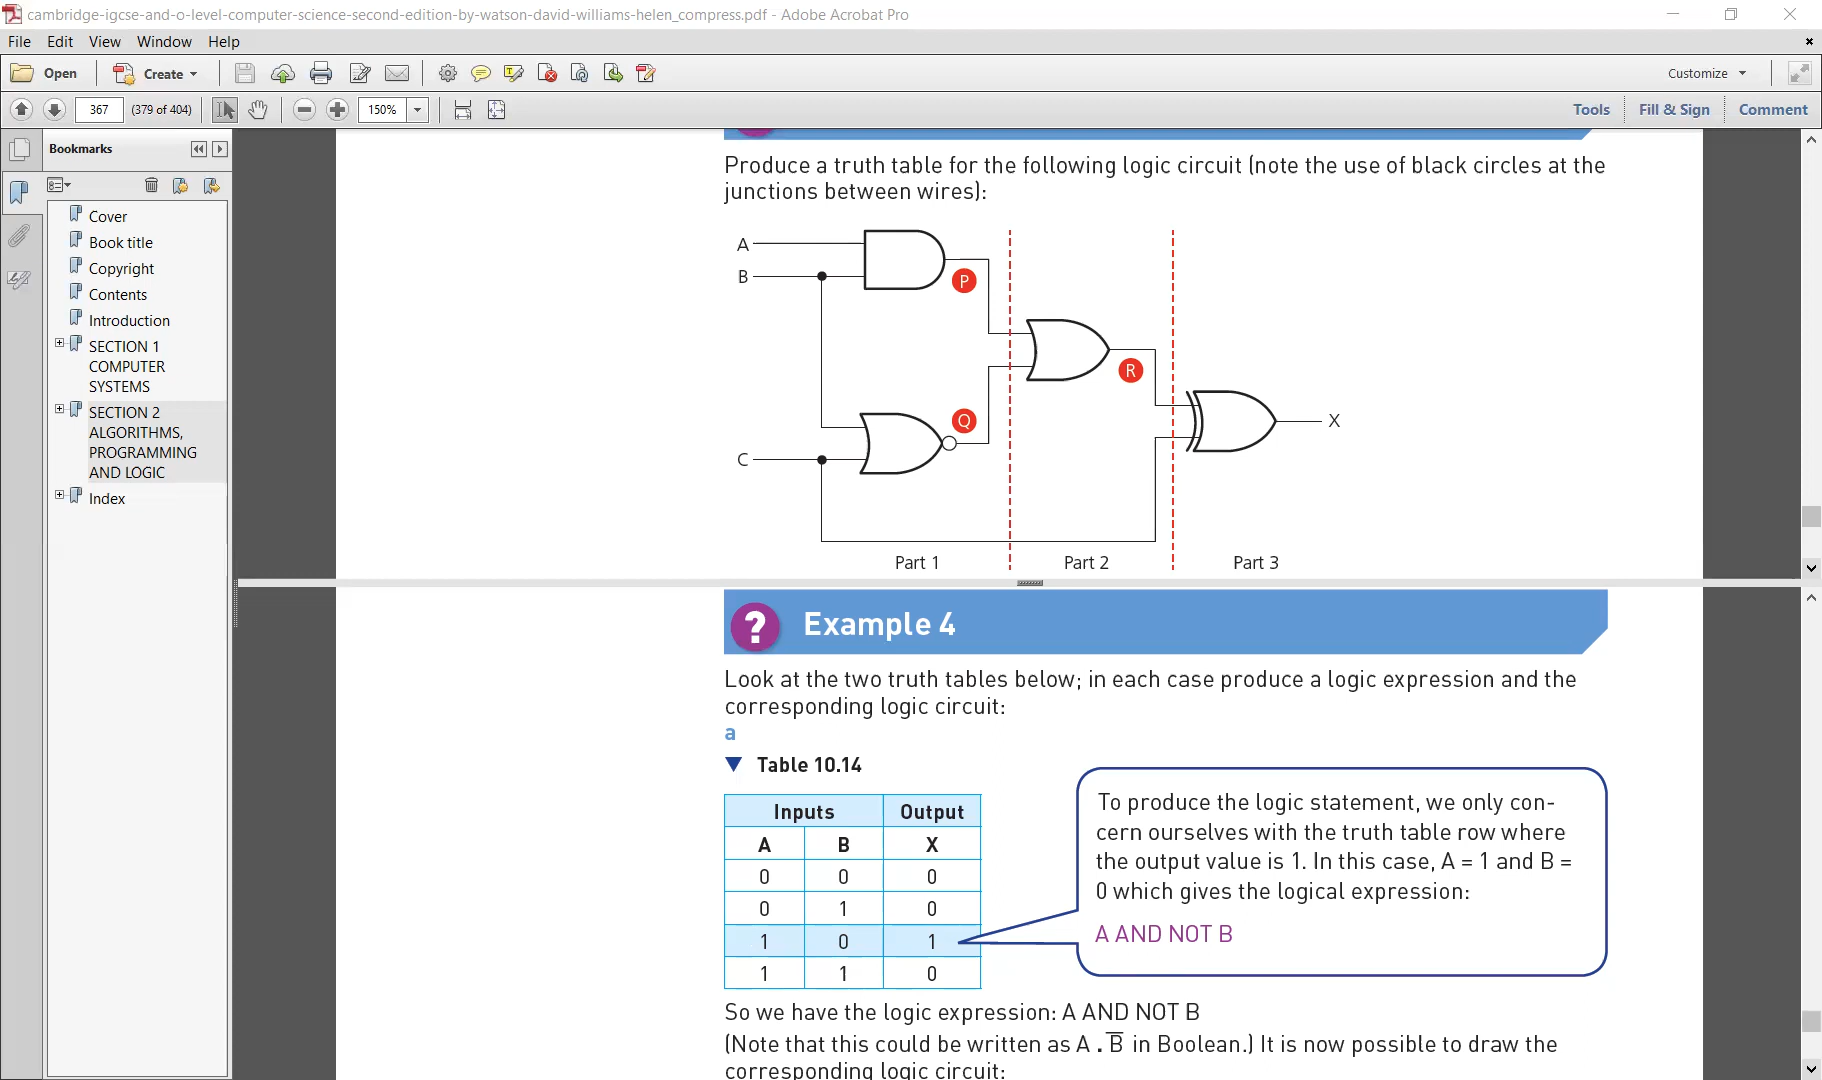 cambridge-igcse-and-o-level-computer-science-second-edition-by-watson-david-williams-helen_compress.pdf - Adobe Acrobat Pro
File Edit View Window Help
Open Create Customize
367 (379 of 404) 150% Tools Fill & Sign Comment
Bookmarks
Cover
Book title
Copyright
Contents
Introduction
SECTION 1
COMPUTER
SYSTEMS
SECTION 2
ALGORITHMS,
PROGRAMMING
AND LOGIC
Index
Produce a truth table for the following logic circuit (note the use of black circles at the
junctions between wires):
A
B
P
R
Q
X
C
Part 1 Part 2 Part 3
? Example 4
Look at the two truth tables below; in each case produce a logic expression and the
corresponding logic circuit:
a
▼ Table 10.14
Inputs Output
A B X
0 0 0
0 1 0
1 0 1
1 1 0
To produce the logic statement, we only con-
cern ourselves with the truth table row where
the output value is 1. In this case, A = 1 and B =
0 which gives the logical expression:
A AND NOT B
So we have the logic expression: A AND NOT B
(Note that this could be written as A . B̅ in Boolean.) It is now possible to draw the
corresponding logic circuit: